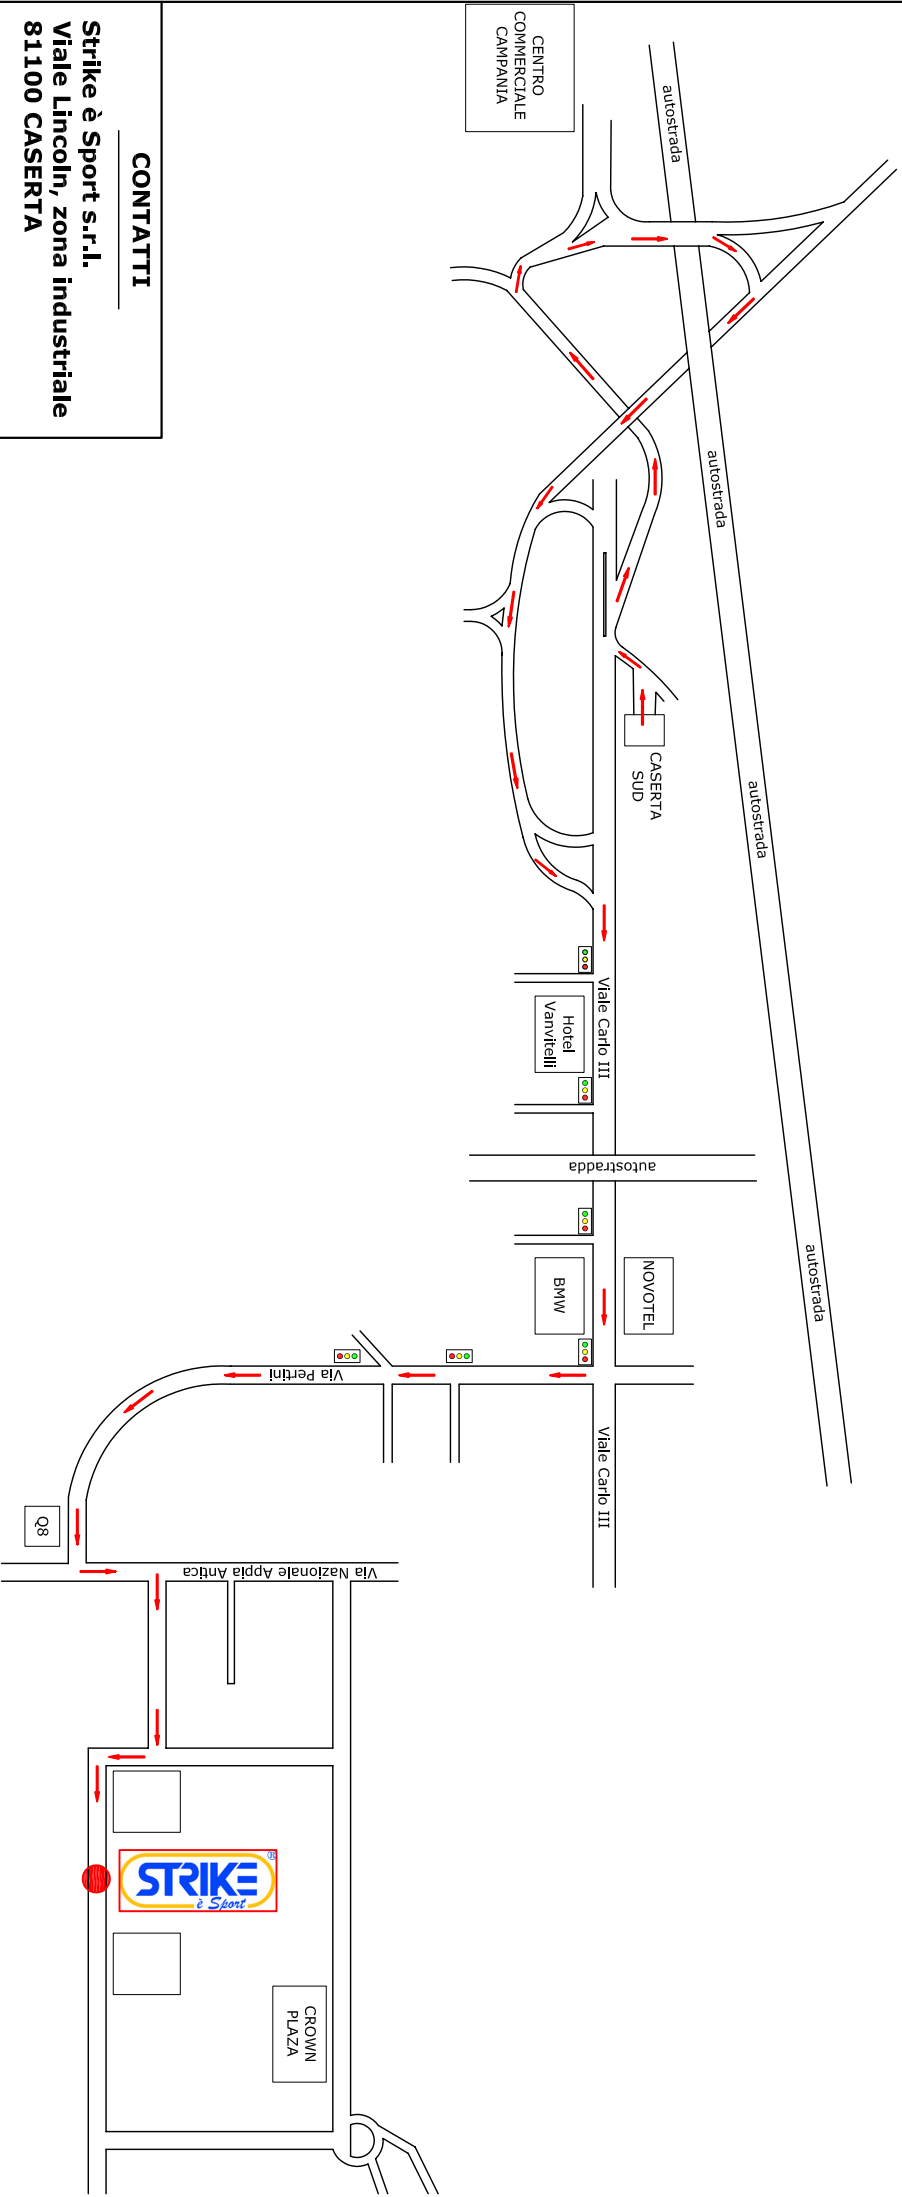 CENTRO
COMMERCIALE
CAMPANIA
autostrada
autostrada
autostrada
autostrada
CASERTA
SUD
Viale Carlo III
Hotel
Vanvitelli
autostradda
NOVOTEL
BMW
Viale Carlo III
Via Pertini
Q8
Via Nazionale Appia Antica
STRIKE
®
è Sport
CROWN
PLAZA
CONTATTI
Strike è Sport s.r.l.
Viale Lincoln, zona industriale
81100 CASERTA